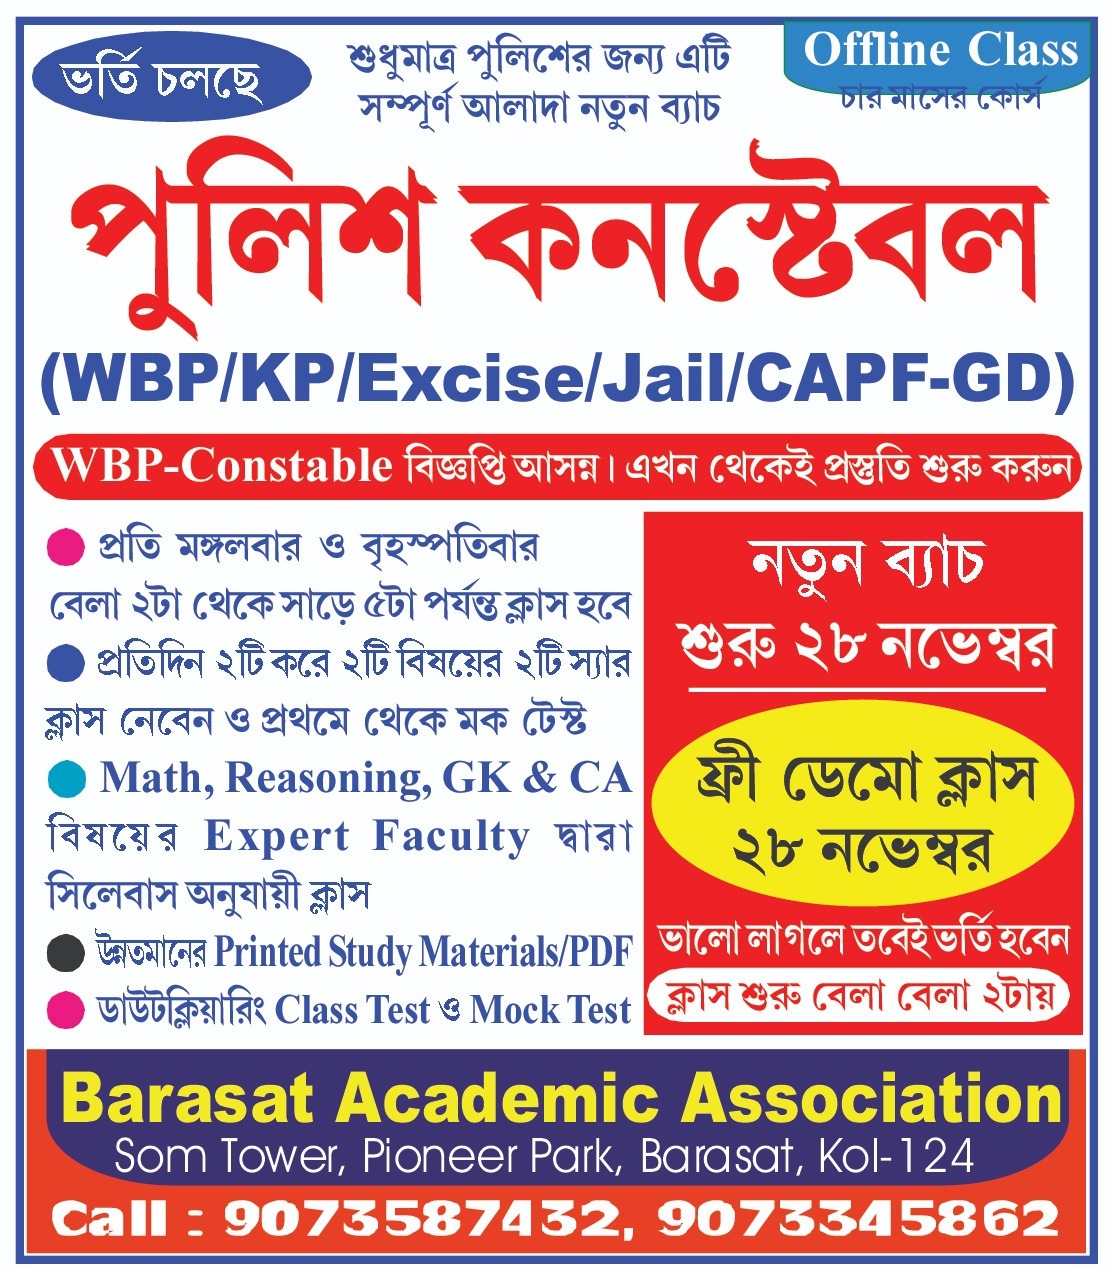 ভর্তি চলছে
শুধুমাত্র পুলিশের জন্য এটি
সম্পূর্ণ আলাদা নতুন ব্যাচ
Offline Class
চার মাসের কোর্স
পুলিশ কনস্টেবল
(WBP/KP/Excise/Jail/CAPF-GD)
WBP-Constable বিজ্ঞপ্তি আসন্ন। এখন থেকেই প্রস্তুতি শুরু করুন
প্রতি মঙ্গলবার ও বৃহস্পতিবার
বেলা ২টা থেকে সাড়ে ৫টা পর্যন্ত ক্লাস হবে
প্রতিদিন ২টি করে ২টি বিষয়ের ২টি স্যার
ক্লাস নেবেন ও প্রথমে থেকে মক টেস্ট
Math, Reasoning, GK & CA
বিষয়ের Expert Faculty দ্বারা
সিলেবাস অনুযায়ী ক্লাস
উন্নতমানের Printed Study Materials/PDF
ডাউটক্লিয়ারিং Class Test ও Mock Test
নতুন ব্যাচ
শুরু ২৮ নভেম্বর
ফ্রী ডেমো ক্লাস
২৮ নভেম্বর
ভালো লাগলে তবেই ভর্তি হবেন
ক্লাস শুরু বেলা বেলা ২টায়
Barasat Academic Association
Som Tower, Pioneer Park, Barasat, Kol-124
Call : 9073587432, 9073345862